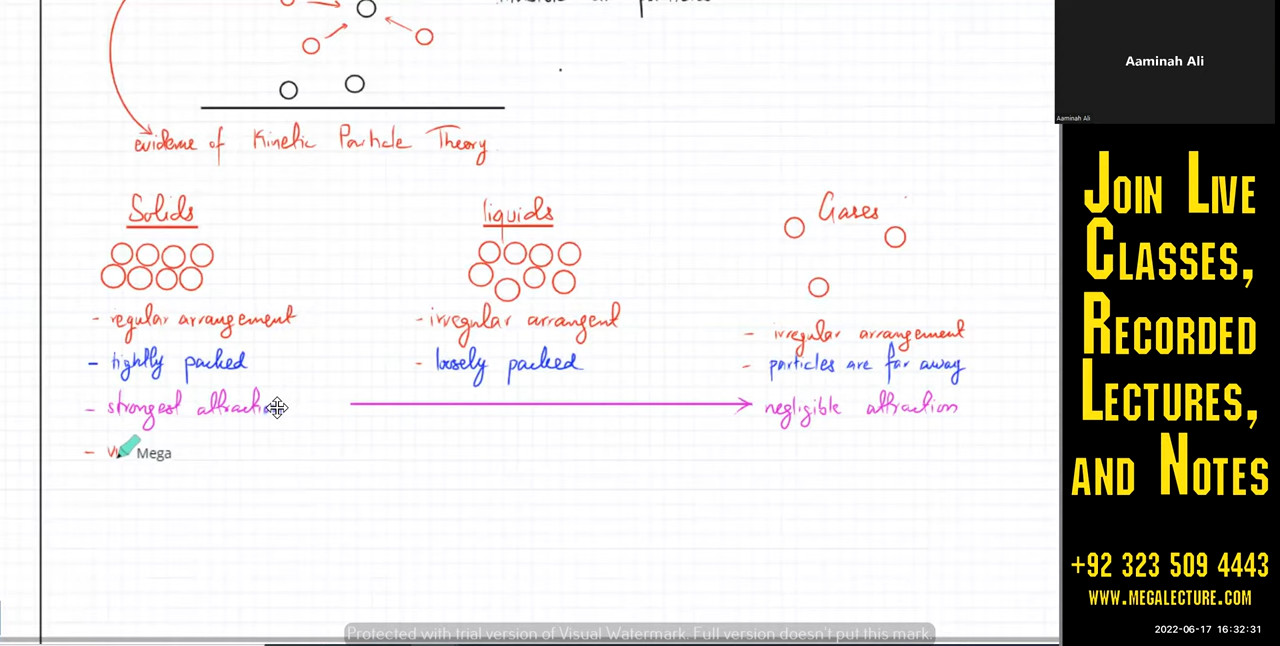 Aaminah Ali
Aaminah Ali
evidence of Kinetic Particle Theory
Solids
liquids
Gases
- regular arrangement
- irregular arrangent
- irregular arrangement
- tightly packed
- loosely packed
- particles are far away
- strongest attraction
negligible attraction
Mega
JOIN LIVE
CLASSES,
RECORDED
LECTURES,
AND NOTES
+92 323 509 4443
WWW.MEGALECTURE.COM
2022-06-17 16:32:31
Protected with trial version of Visual Watermark. Full version doesn't put this mark.